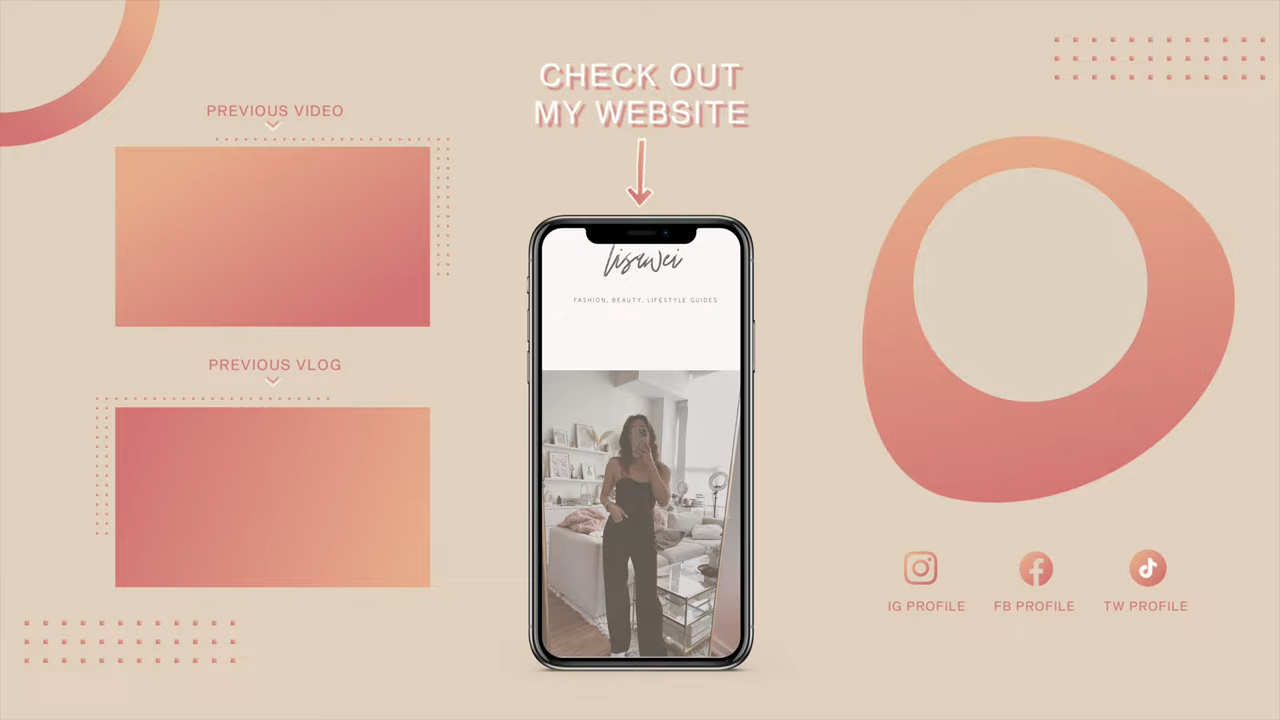 CHECK OUT
MY WEBSITE
PREVIOUS VIDEO
PREVIOUS VLOG
lisawei
FASHION, BEAUTY, LIFESTYLE GUIDES
IG PROFILE
FB PROFILE
TW PROFILE